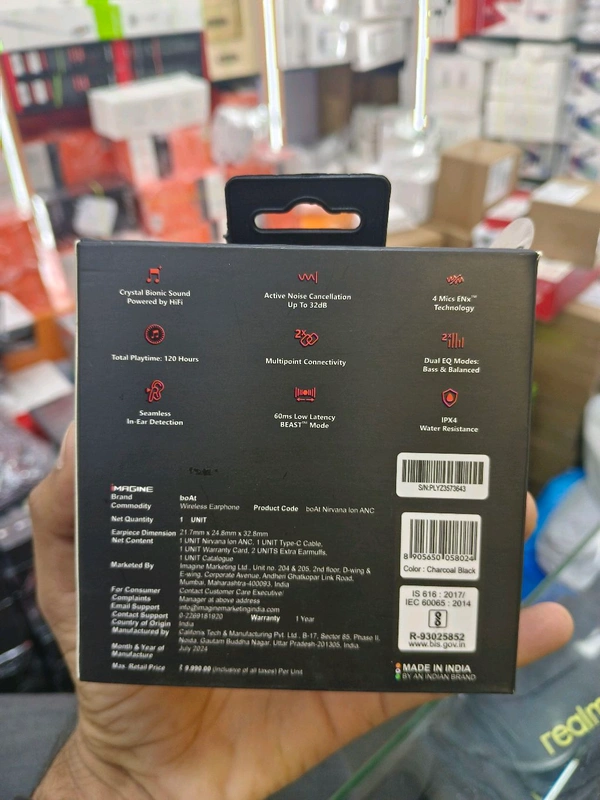 Crystal Bionic Sound
Powered by HiFi
Active Noise Cancellation
Up To 32dB
4 Mics ENx™
Technology
Total Playtime: 120 Hours
2X
Multipoint Connectivity
2X
Dual EQ Modes:
Bass & Balanced
Seamless
In-Ear Detection
60ms Low Latency
BEAST™ Mode
IPX4
Water Resistance
S/N:PLYZ3573643
iMAGINE
Brand boAt
Commodity Wireless Earphone Product Code boAt Nirvana Ion ANC
Net Quantity 1 UNIT
Earpiece Dimension 21.7mm x 24.8mm x 32.8mm
Net Content 1 UNIT Nirvana Ion ANC, 1 UNIT Type-C Cable,
1 UNIT Warranty Card, 2 UNITS Extra Earmuffs,
1 UNIT Catalogue
Marketed By Imagine Marketing Ltd., Unit no. 204 & 205, 2nd floor, D-wing &
E-wing, Corporate Avenue, Andheri Ghatkopar Link Road,
Mumbai, Maharashtra-400093, India
For Consumer Contact Customer Care Executive/
Complaints Manager at above address
Email Support info@imaginemarketingindia.com
Contact Support 0-2269181920 Warranty 1 Year
Country of Origin India
Manufactured by Califonix Tech & Manufacturing Pvt. Ltd., B-17, Sector 85, Phase II,
Noida, Gautam Buddha Nagar, Uttar Pradesh-201305, India.
Month & Year of July 2024
Manufacture
Max. Retail Price ₹ 9,999.00 (Inclusive of all taxes) Per Unit
8 905650 058024
Color : Charcoal Black
IS 616 : 2017/
IEC 60065 : 2014
R-93025852
www.bis.gov.in
MADE IN INDIA
BY AN INDIAN BRAND
realm